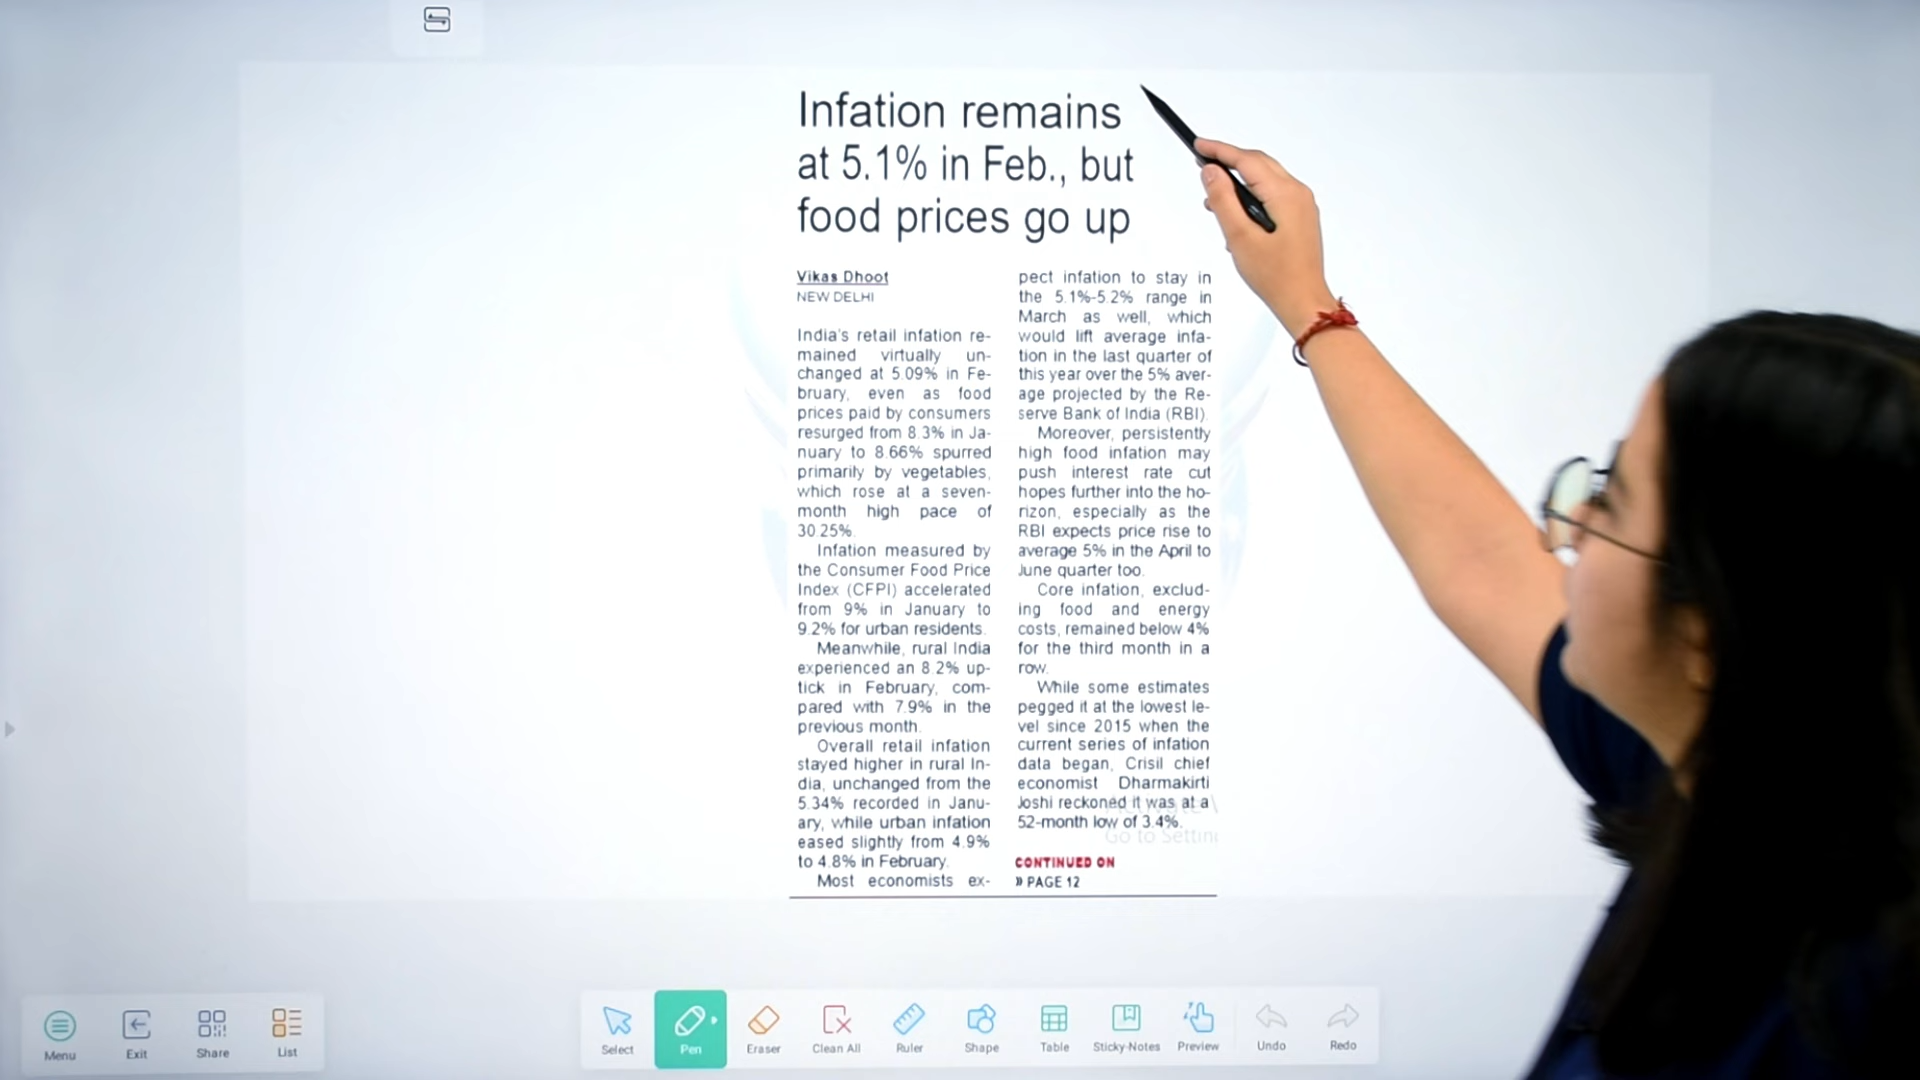 Infation remains
at 5.1% in Feb., but
food prices go up
Vikas Dhoot
NEW DELHI
India's retail infation re-
mained virtually un-
changed at 5.09% in Fe-
bruary, even as food
prices paid by consumers
resurged from 8.3% in Ja-
nuary to 8.66% spurred
primarily by vegetables,
which rose at a seven-
month high pace of
30.25%.
Infation measured by
the Consumer Food Price
Index (CFPI) accelerated
from 9% in January to
9.2% for urban residents.
Meanwhile, rural India
experienced an 8.2% up-
tick in February, com-
pared with 7.9% in the
previous month.
Overall retail infation
stayed higher in rural In-
dia, unchanged from the
5.34% recorded in Janu-
ary, while urban infation
eased slightly from 4.9%
to 4.8% in February.
Most economists ex-
pect infation to stay in
the 5.1%-5.2% range in
March as well, which
would lift average infa-
tion in the last quarter of
this year over the 5% aver-
age projected by the Re-
serve Bank of India (RBI).
Moreover, persistently
high food infation may
push interest rate cut
hopes further into the ho-
rizon, especially as the
RBI expects price rise to
average 5% in the April to
June quarter too.
Core infation, exclud-
ing food and energy
costs, remained below 4%
for the third month in a
row.
While some estimates
pegged it at the lowest le-
vel since 2015 when the
current series of infation
data began, Crisil chief
economist Dharmakirti
Joshi reckoned it was at a
52-month low of 3.4%.
Go to
CONTINUED ON
» PAGE 12
Menu Exit Share List
Select Pen Eraser Clean All Ruler Shape Table Sticky-Notes Preview Undo Redo